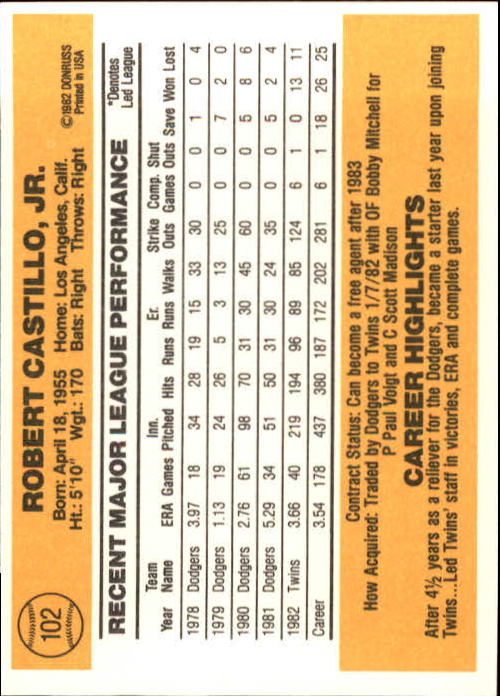 102
ROBERT CASTILLO, JR.
Born: April 18, 1955 Home: Los Angeles, Calif.
Ht.: 5'10" Wgt.: 170 Bats: Right Throws: Right
©1982 DONRUSS
Printed in USA
RECENT MAJOR LEAGUE PERFORMANCE
*Denotes
Led League
Team Inn. Er. Strike Comp. Shut
Year Name ERA Games Pitched Hits Runs Runs Walks Outs Games Outs Save Won Lost
1978 Dodgers 3.97 18 34 28 19 15 33 30 0 0 1 0 4
1979 Dodgers 1.13 19 24 26 5 3 13 25 0 0 7 2 0
1980 Dodgers 2.76 61 98 70 31 30 45 60 0 0 5 8 6
1981 Dodgers 5.29 34 51 50 31 30 24 35 0 0 5 2 4
1982 Twins 3.66 40 219 194 96 89 85 124 6 1 0 13 11
Career 3.54 178 437 380 187 172 202 281 6 1 18 26 25
Contract Status: Can become a free agent after 1983
How Acquired: Traded by Dodgers to Twins 1/7/82 with OF Bobby Mitchell for
P Paul Voigt and C Scott Madison
CAREER HIGHLIGHTS
After 4½ years as a reliever for the Dodgers, became a starter last year upon joining
Twins...Led Twins' staff in victories, ERA and complete games.